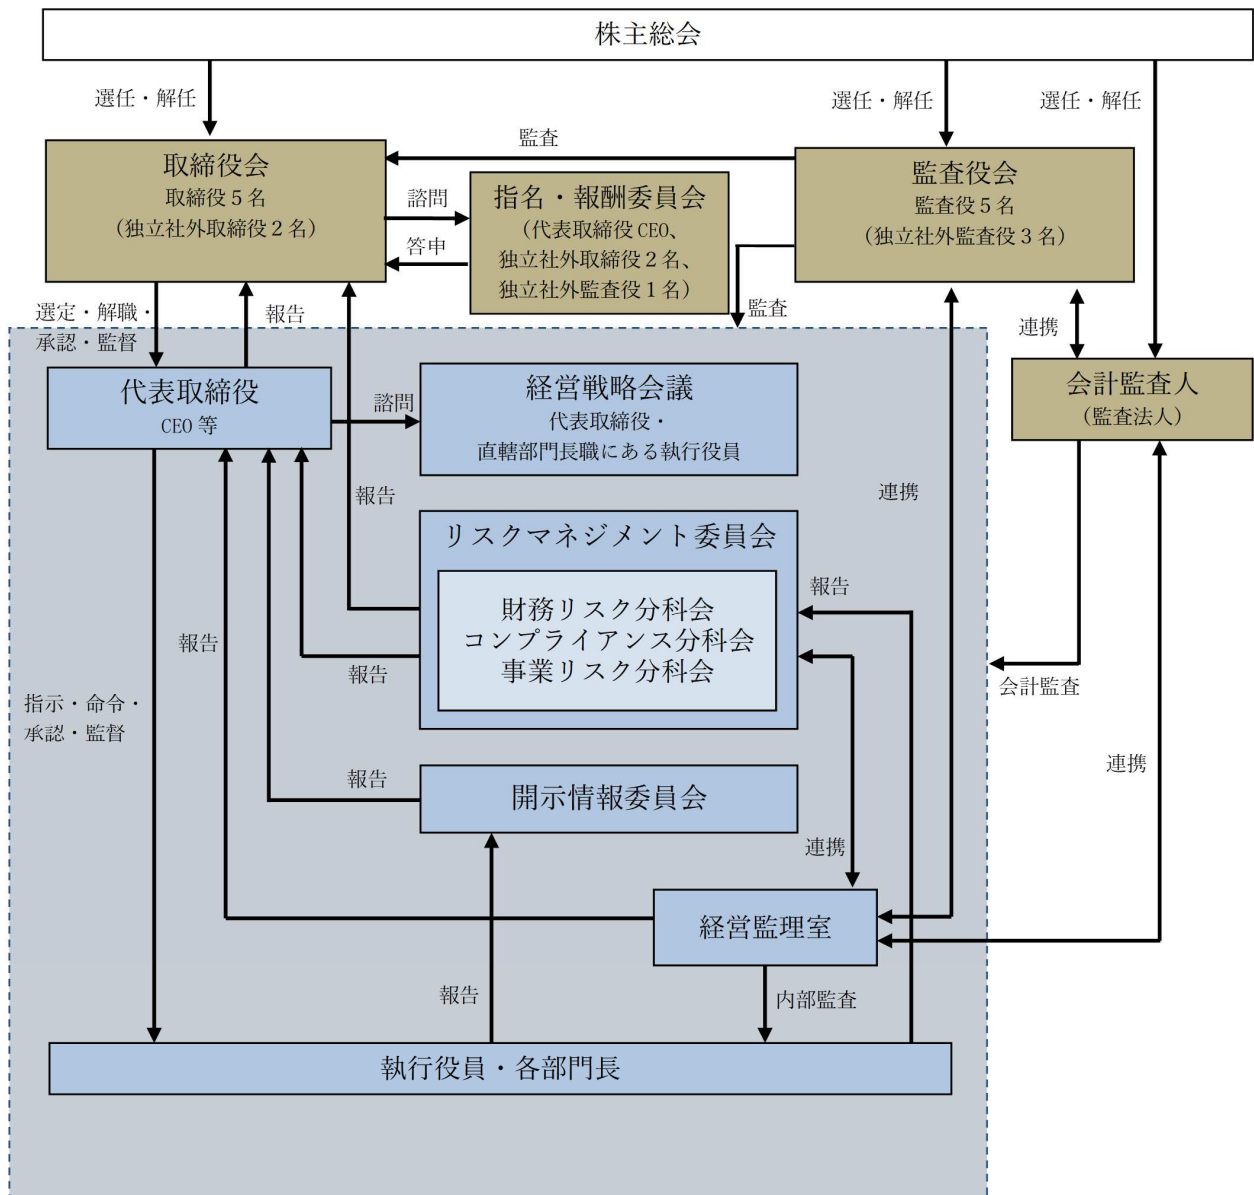 株主総会
選任・解任
選任・解任
選任・解任
監査
取締役会
取締役5名
（独立社外取締役2名）
諮問
答申
指名・報酬委員会
（代表取締役CEO、
独立社外取締役2名、
独立社外監査役1名）
監査役会
監査役5名
（独立社外監査役3名）
選定・解職・
承認・監督
報告
監査
連携
代表取締役
CEO等
諮問
経営戦略会議
代表取締役・
直轄部門長職にある執行役員
会計監査人
（監査法人）
報告
連携
リスクマネジメント委員会
財務リスク分科会
コンプライアンス分科会
事業リスク分科会
報告
報告
報告
指示・命令・
承認・監督
会計監査
連携
報告
開示情報委員会
連携
経営監理室
報告
内部監査
執行役員・各部門長